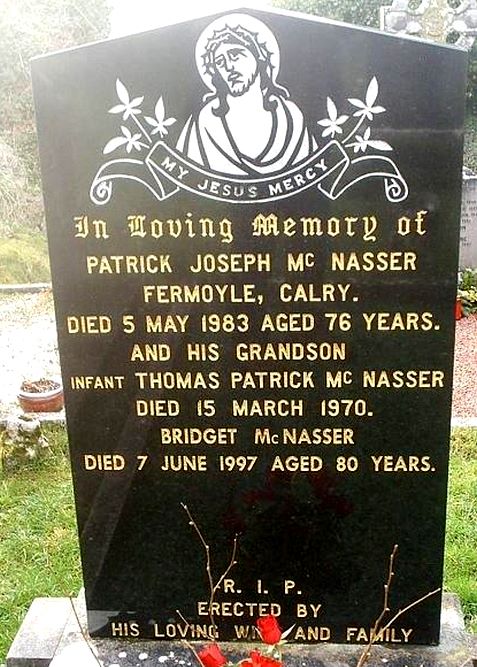 MY JESUS MERCY
In Loving Memory of
PATRICK JOSEPH Mc NASSER
FERMOYLE, CALRY.
DIED 5 MAY 1983 AGED 76 YEARS.
AND HIS GRANDSON
INFANT THOMAS PATRICK Mc NASSER
DIED 15 MARCH 1970.
BRIDGET McNASSER
DIED 7 JUNE 1997 AGED 80 YEARS.
R. I. P.
ERECTED BY
HIS LOVING WIFE AND FAMILY